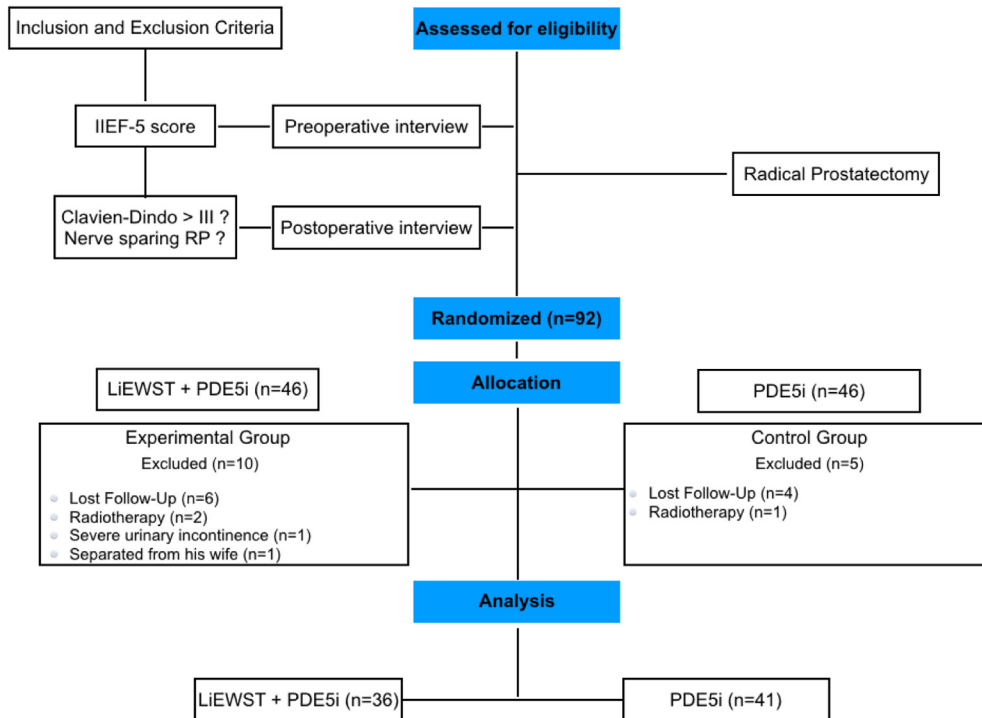 Inclusion and Exclusion Criteria
Assessed for eligibility
IIEF-5 score
Preoperative interview
Radical Prostatectomy
Clavien-Dindo > III ?
Nerve sparing RP ?
Postoperative interview
Randomized (n=92)
Allocation
LiEWST + PDE5i (n=46)
PDE5i (n=46)
Experimental Group
Excluded (n=10)
Lost Follow-Up (n=6)
Radiotherapy (n=2)
Severe urinary incontinence (n=1)
Separated from his wife (n=1)
Control Group
Excluded (n=5)
Lost Follow-Up (n=4)
Radiotherapy (n=1)
Analysis
LiEWST + PDE5i (n=36)
PDE5i (n=41)